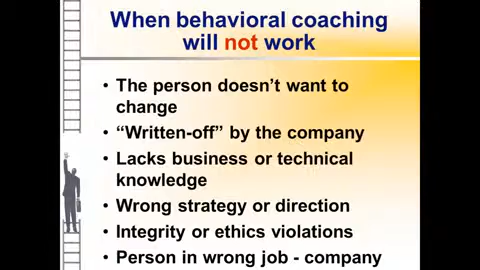 When behavioral coaching
will not work
• The person doesn’t want to
change
• “Written-off” by the company
• Lacks business or technical
knowledge
• Wrong strategy or direction
• Integrity or ethics violations
• Person in wrong job - company